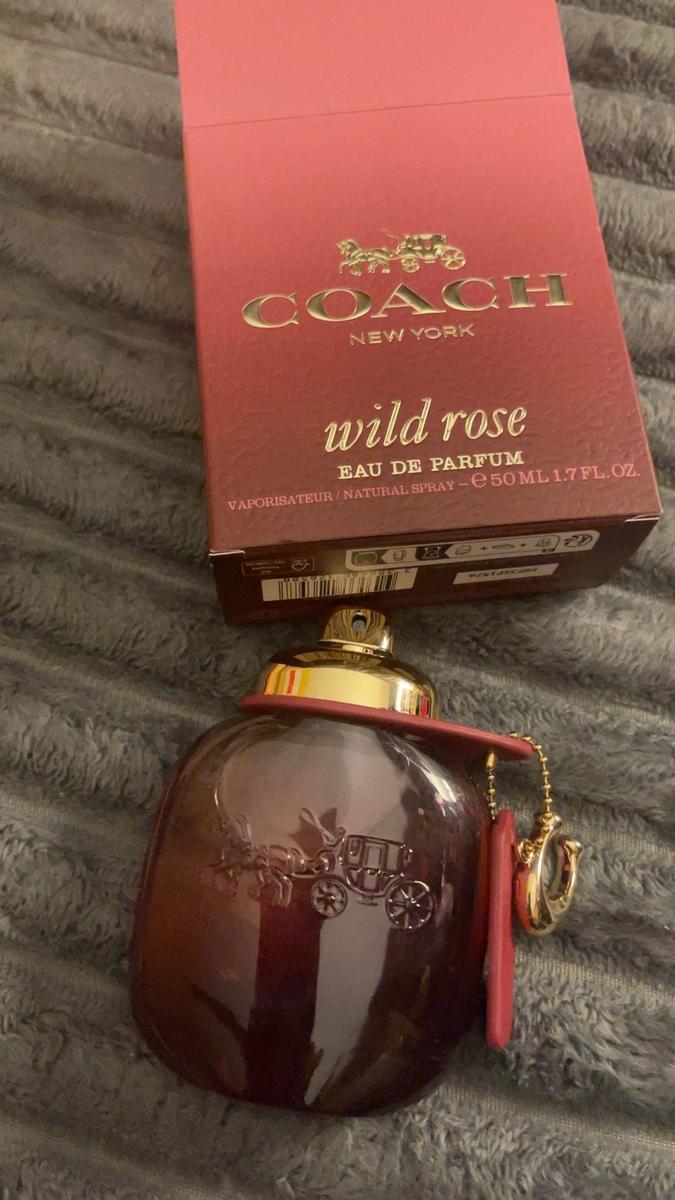 COACH
NEW YORK
wild rose
EAU DE PARFUM
VAPORISATEUR / NATURAL SPRAY – ℮ 50 ML 1.7 FL. OZ.